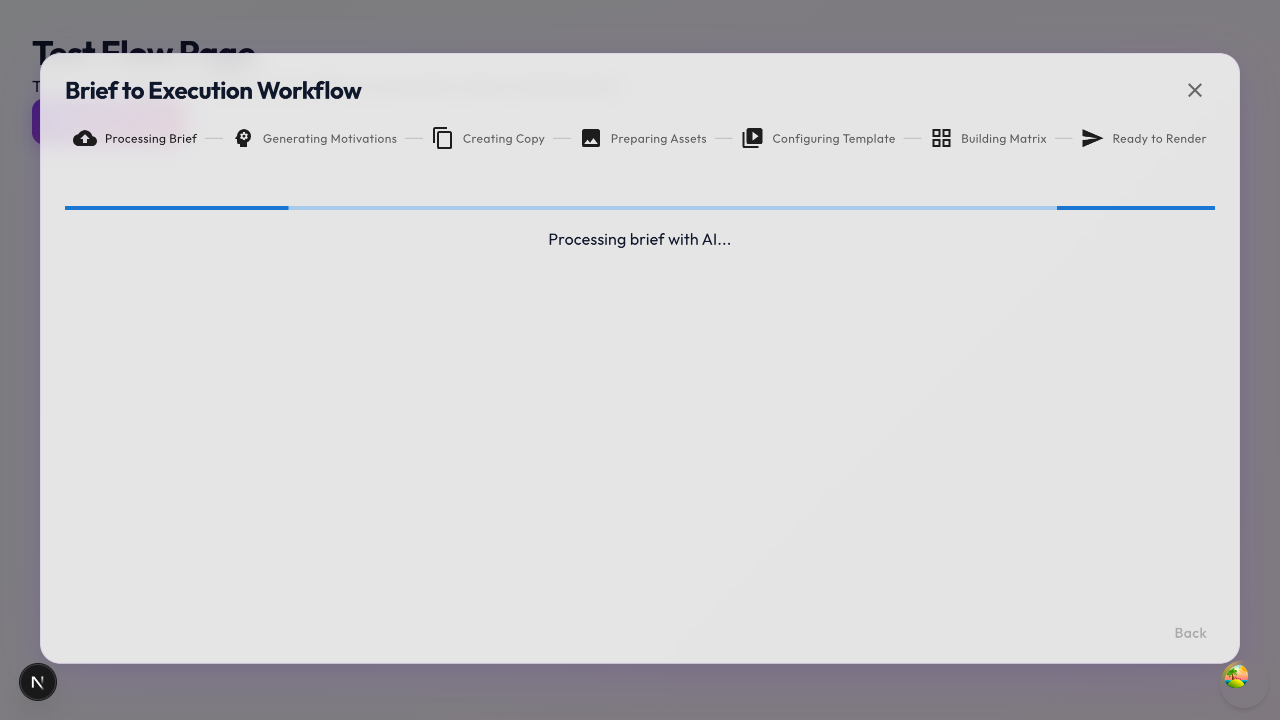 Test Flow Page
Brief to Execution Workflow
Processing Brief
Generating Motivations
Creating Copy
Preparing Assets
Configuring Template
Building Matrix
Ready to Render
Processing brief with AI...
Back
N